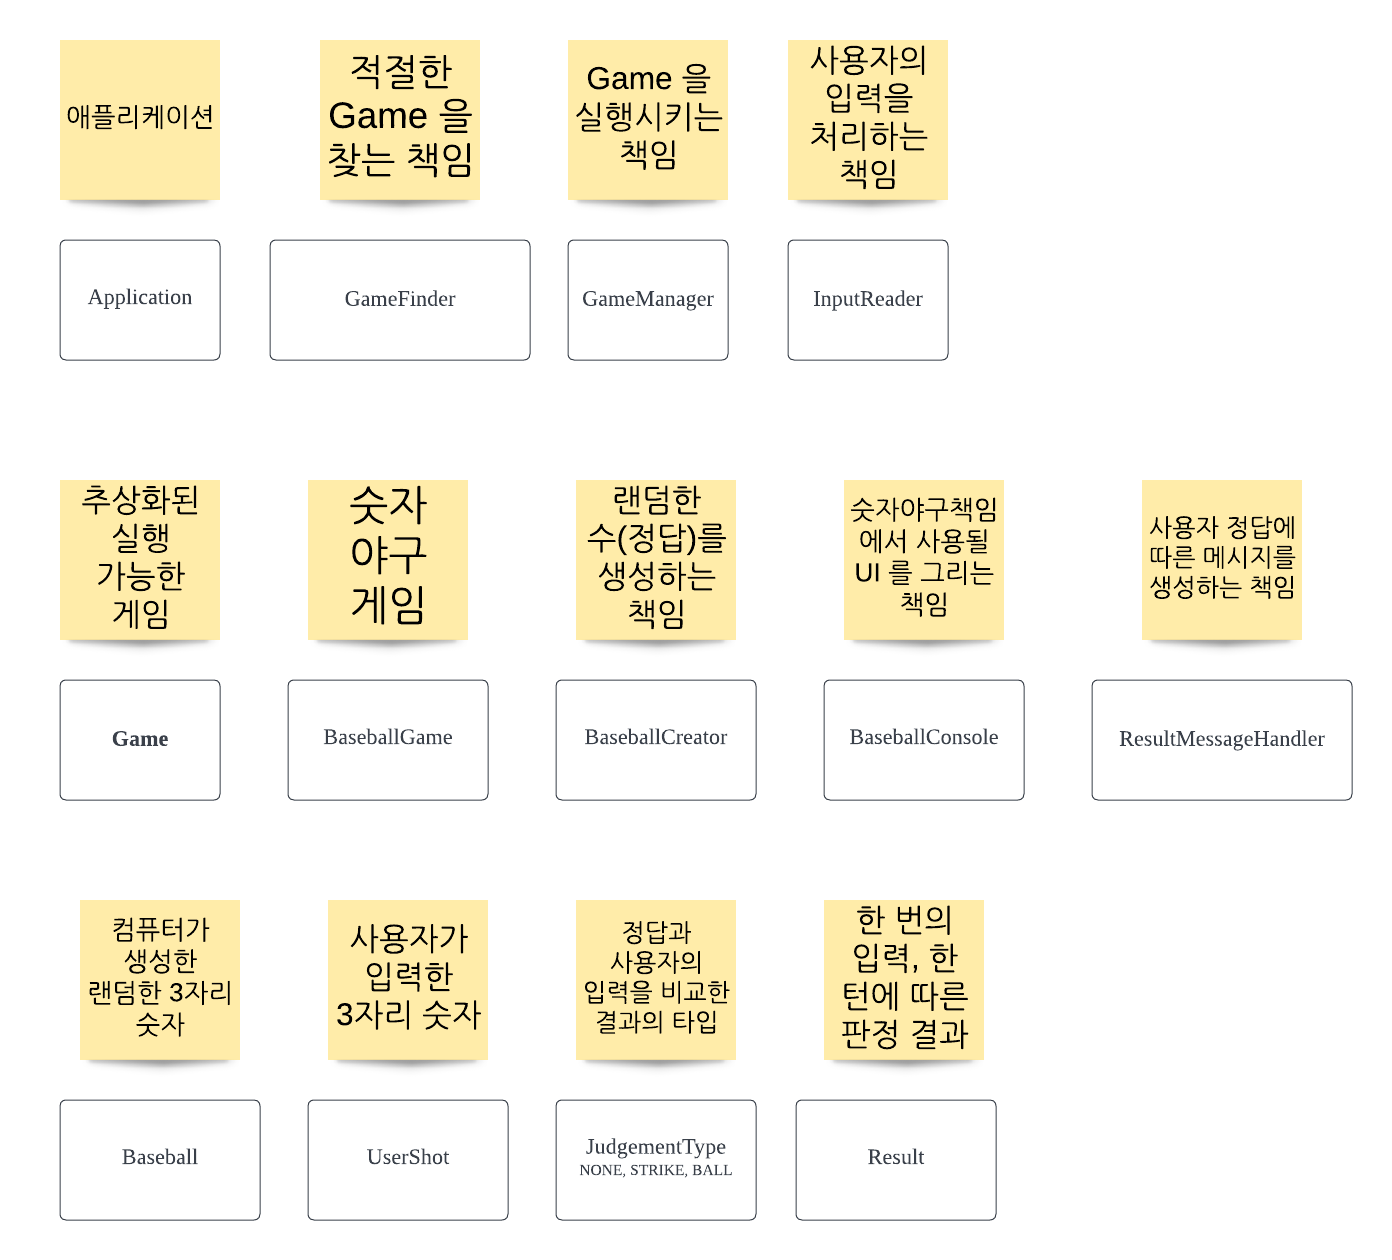 애플리케이션
적절한
Game 을
찾는 책임
Game 을
실행시키는
책임
사용자의
입력을
처리하는
책임
Application
GameFinder
GameManager
InputReader
추상화된
실행
가능한
게임
숫자
야구
게임
랜덤한
수(정답)를
생성하는
책임
숫자야구책임
에서 사용될
UI 를 그리는
책임
사용자 정답에
따른 메시지를
생성하는 책임
Game
BaseballGame
BaseballCreator
BaseballConsole
ResultMessageHandler
컴퓨터가
생성한
랜덤한 3자리
숫자
사용자가
입력한
3자리 숫자
정답과
사용자의
입력을 비교한
결과의 타입
한 번의
입력, 한
턴에 따른
판정 결과
Baseball
UserShot
JudgementType
NONE, STRIKE, BALL
Result